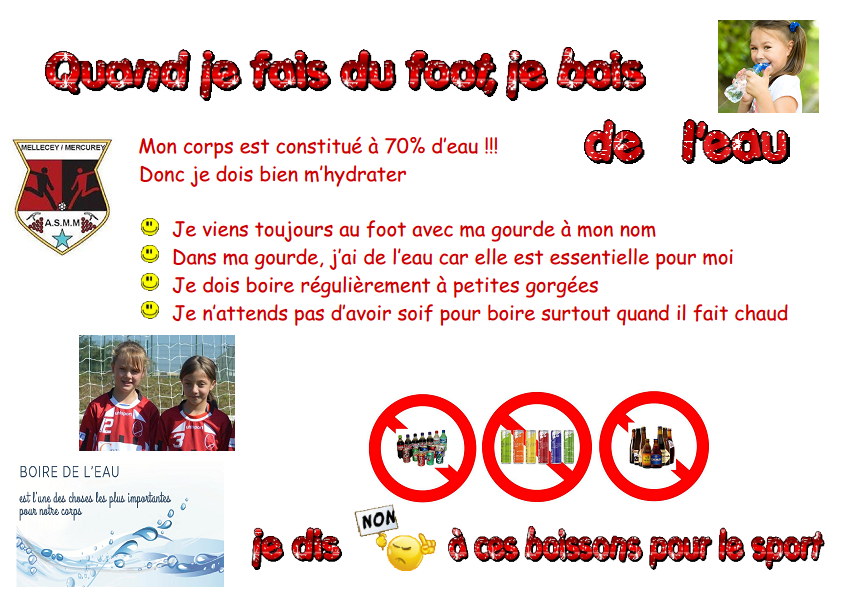 Quand je fais du foot, je bois
de l'eau
MELLECEY / MERCUREY
A.S.M.M
Mon corps est constitué à 70% d'eau !!!
Donc je dois bien m'hydrater
Je viens toujours au foot avec ma gourde à mon nom
Dans ma gourde, j'ai de l'eau car elle est essentielle pour moi
Je dois boire régulièrement à petites gorgées
Je n'attends pas d'avoir soif pour boire surtout quand il fait chaud
uhlsport
12
uhlsport
3
BOIRE DE L'EAU
est l'une des choses les plus importantes
pour notre corps
je dis NON à ces boissons pour le sport